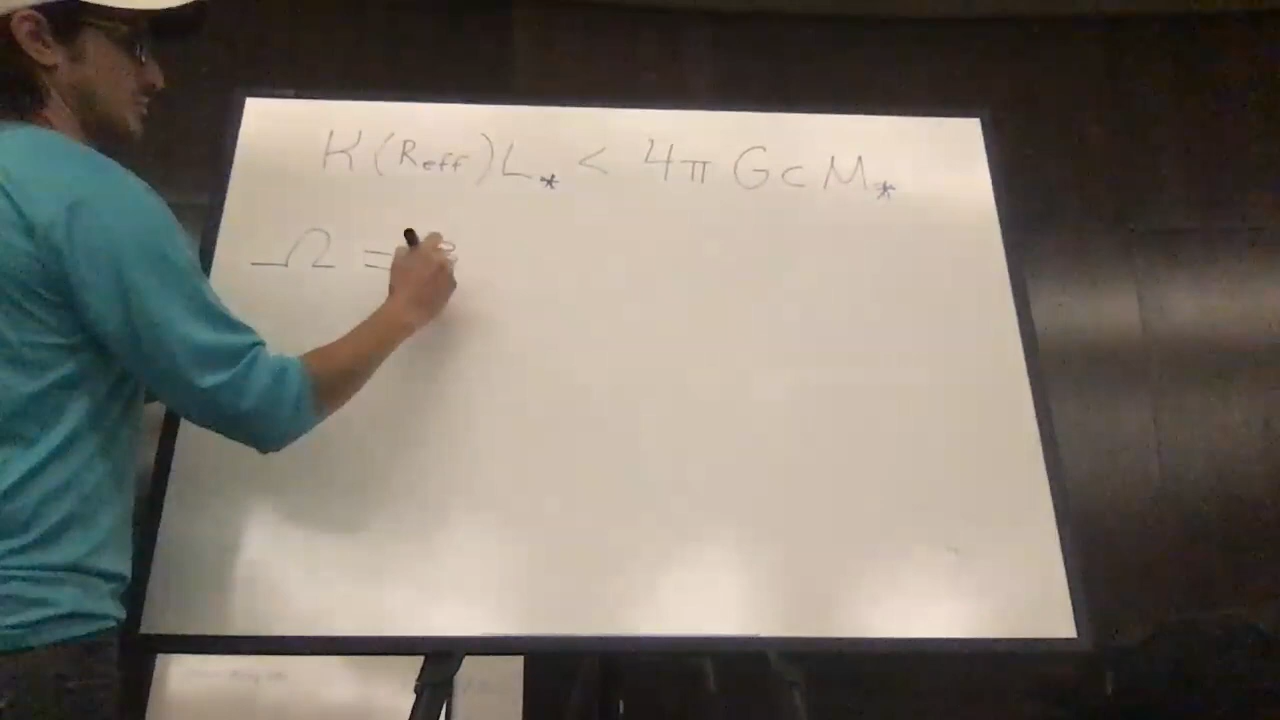 K(Reff)L* < 4π G c M*
Ω =